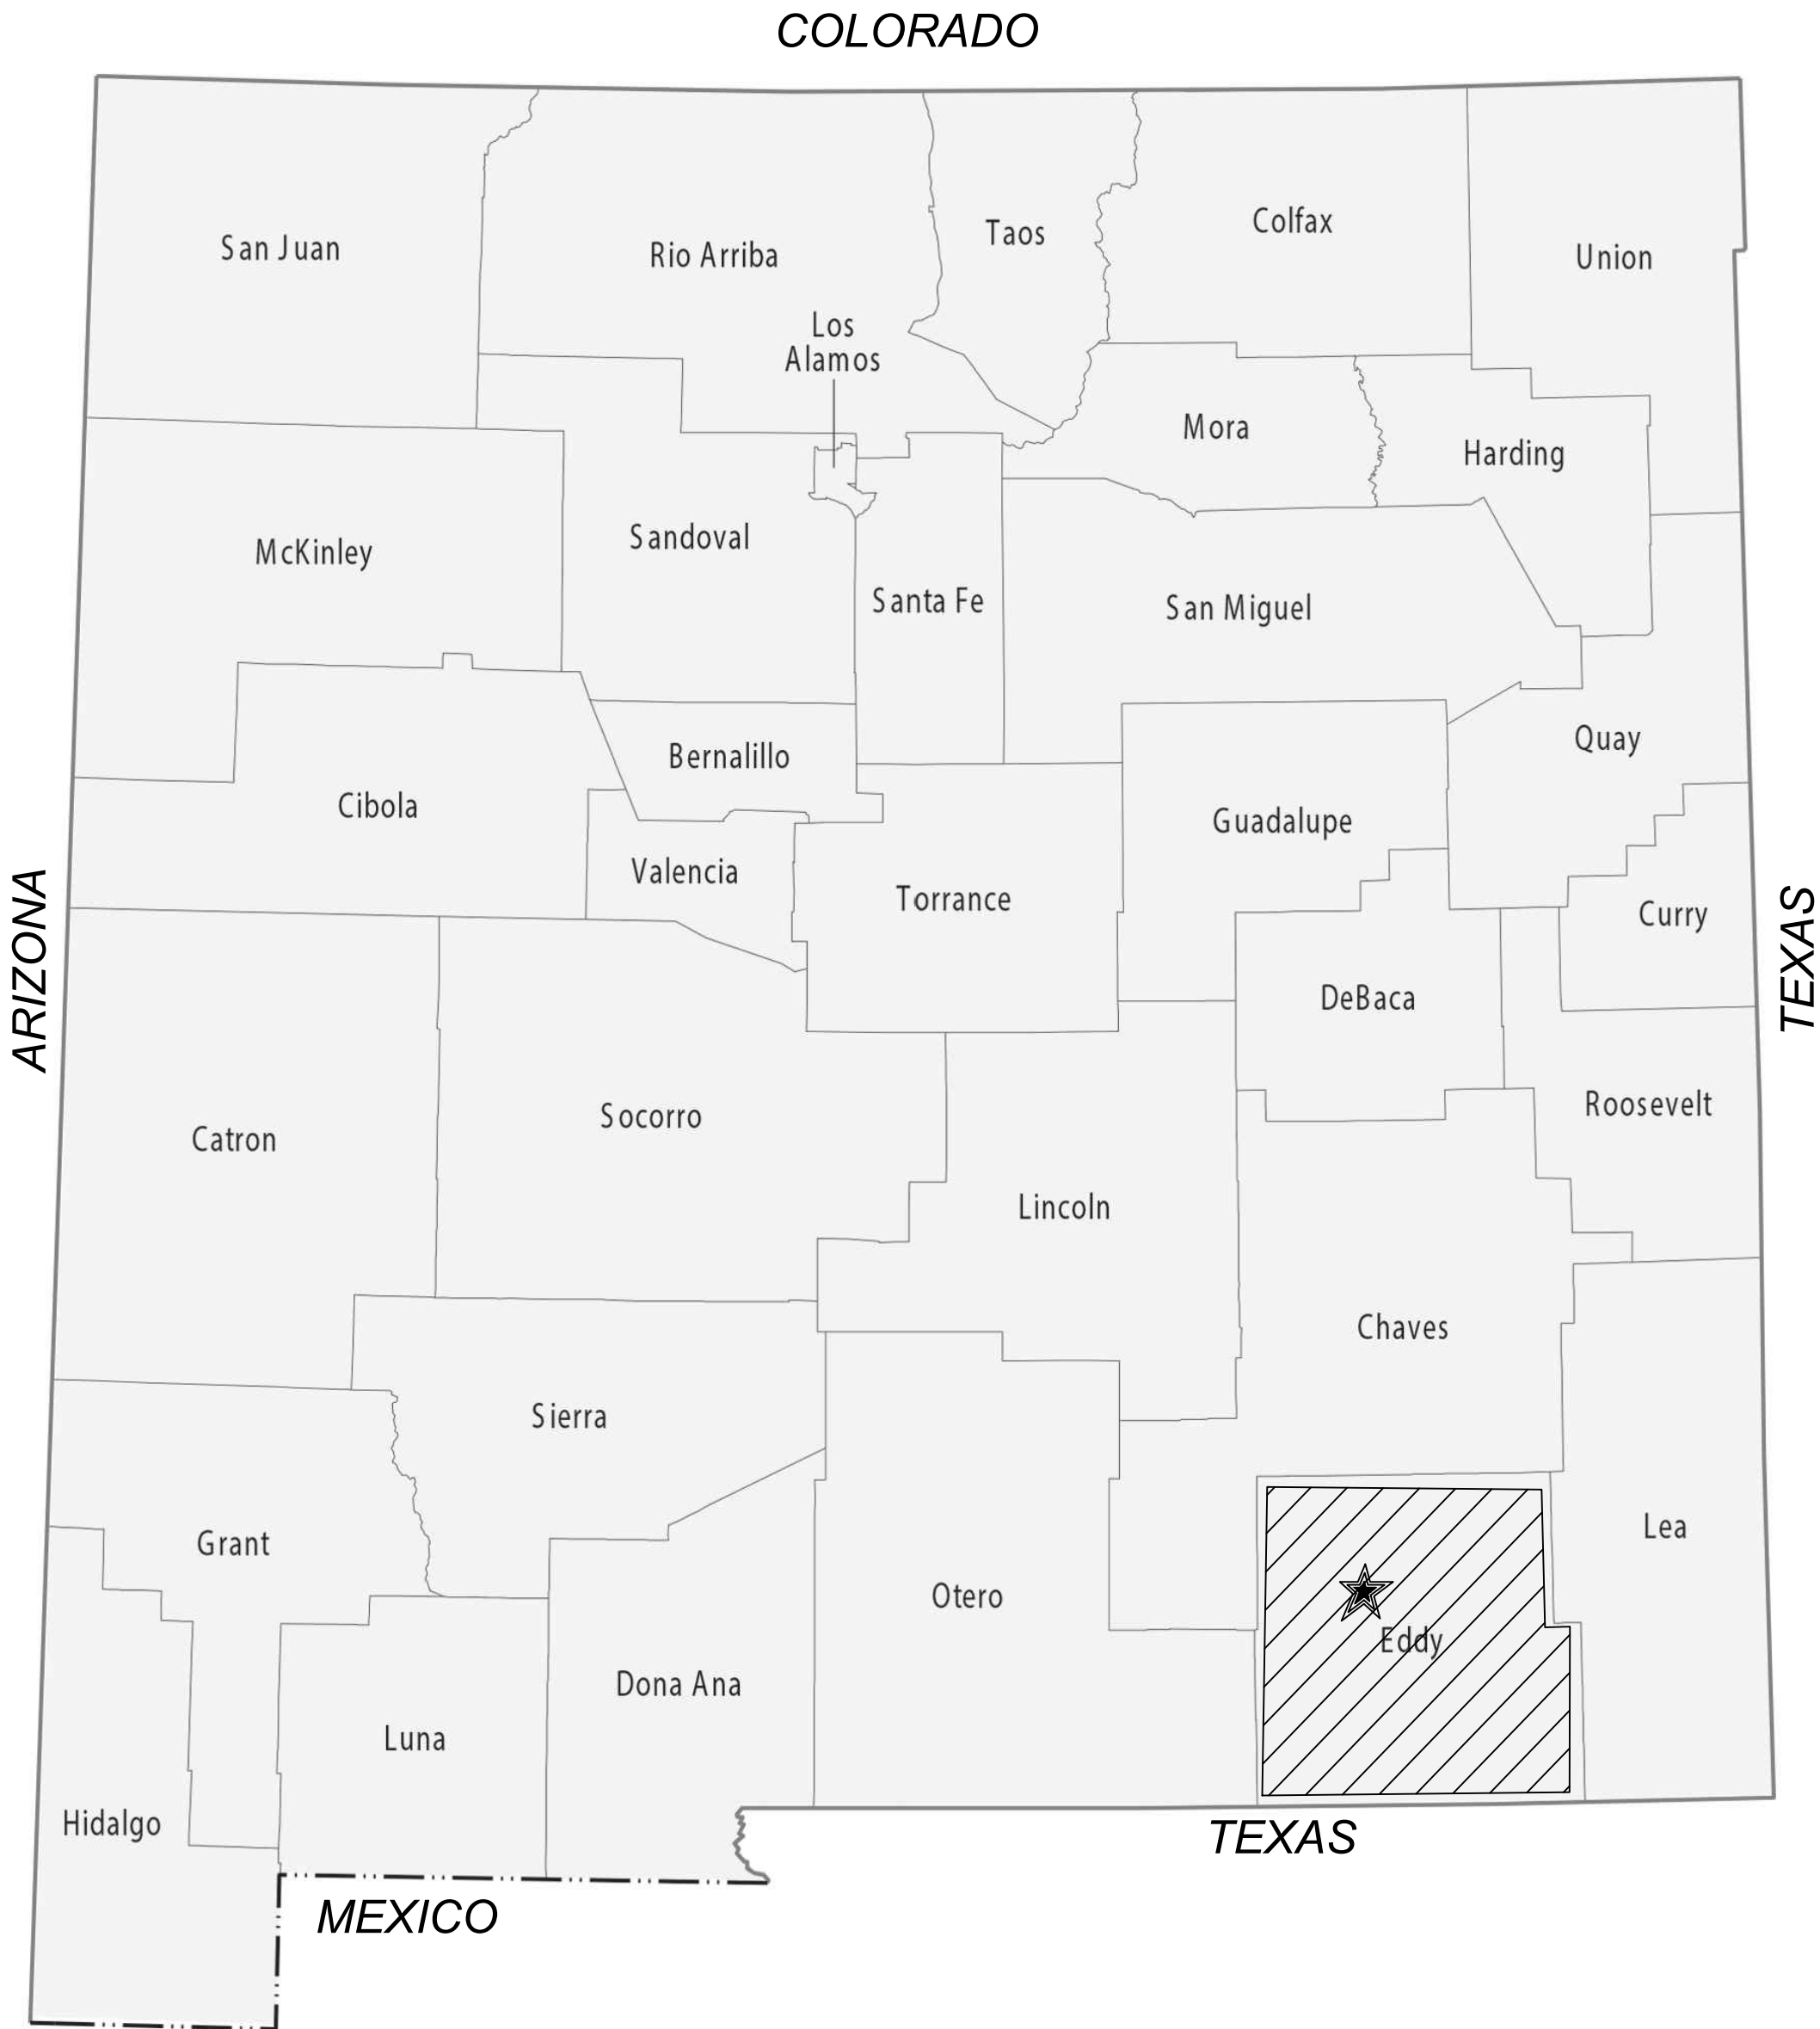 COLORADO
San Juan
Rio Arriba
Taos
Colfax
Union
Los
Alamos
Mora
Harding
McKinley
Sandoval
Santa Fe
San Miguel
Quay
Bernalillo
Cibola
Guadalupe
Valencia
Torrance
Curry
ARIZONA
TEXAS
DeBaca
Roosevelt
Catron
Socorro
Lincoln
Chaves
Sierra
Lea
Grant
Otero
Eddy
Dona Ana
Luna
Hidalgo
TEXAS
MEXICO